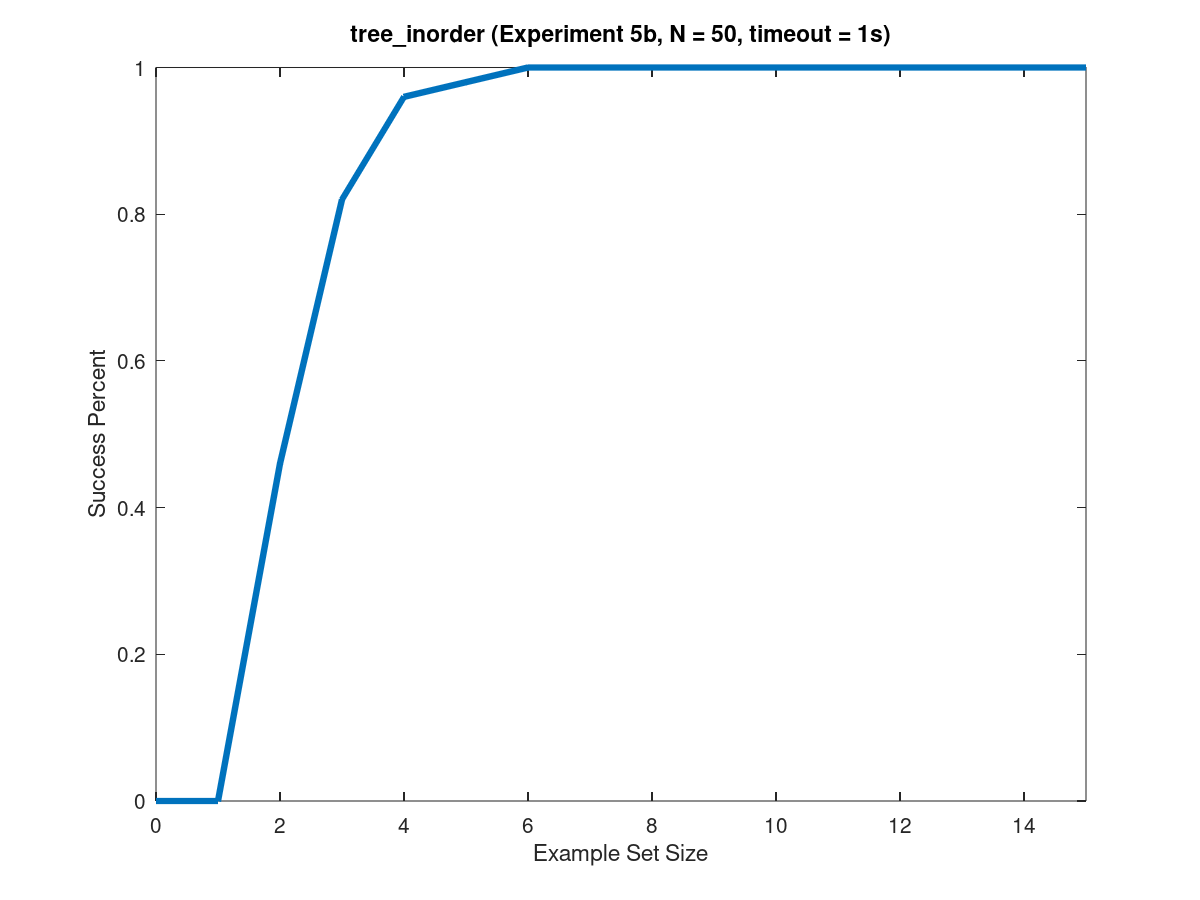 tree_inorder (Experiment 5b, N = 50, timeout = 1s)
1
0.8
0.6
0.4
0.2
0
Success Percent
0 2 4 6 8 10 12 14
Example Set Size